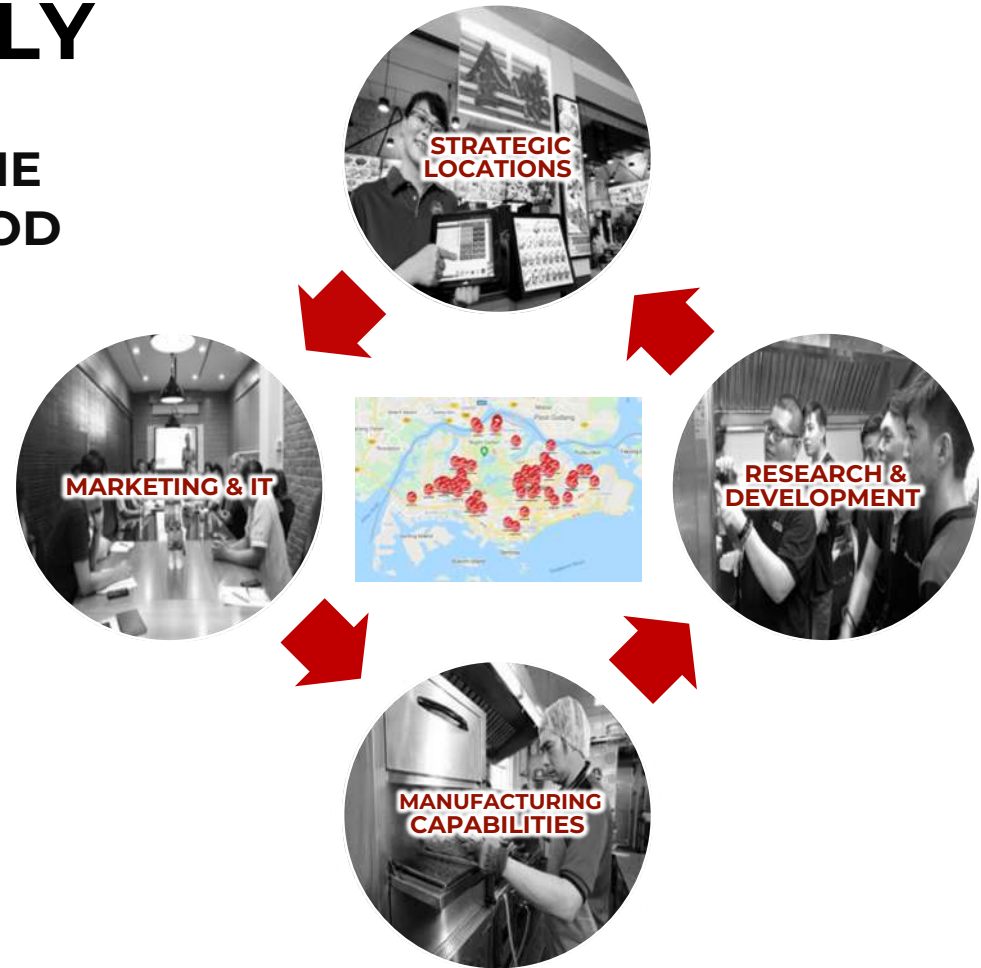 LY
HE
OD
STRATEGIC
LOCATIONS
MARKETING & IT
RESEARCH &
DEVELOPMENT
MANUFACTURING
CAPABILITIES